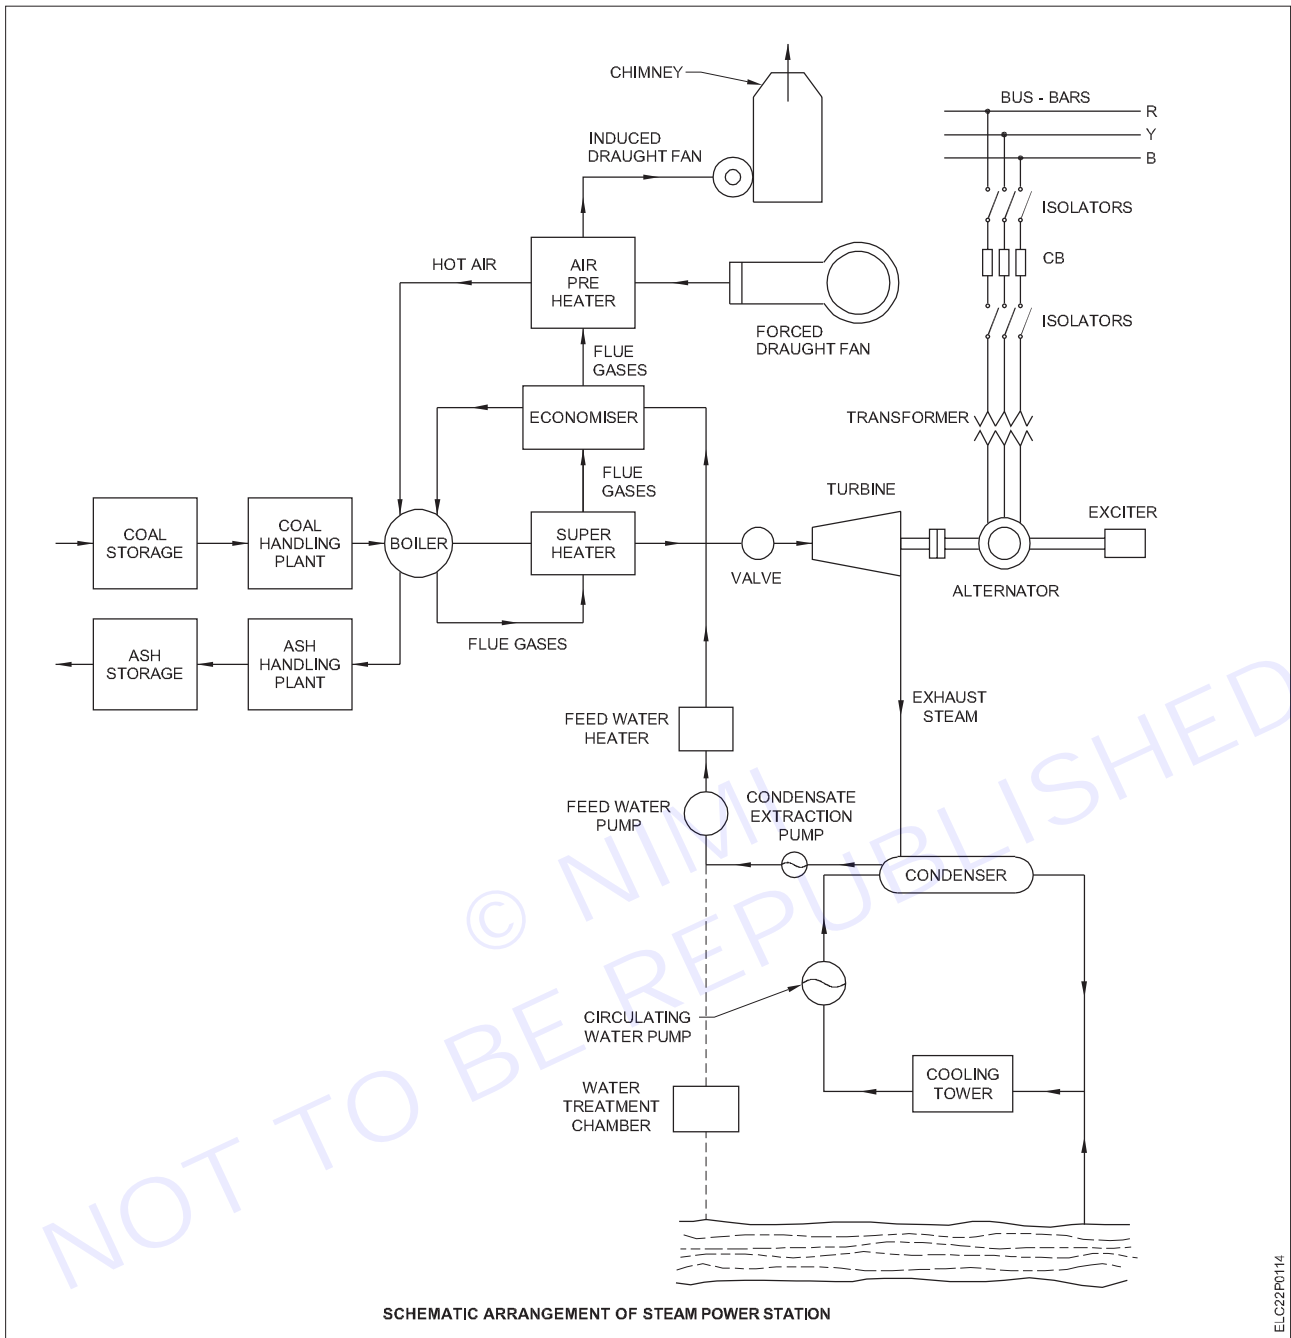 CHIMNEY
BUS - BARS
R
Y
B
INDUCED
DRAUGHT FAN
ISOLATORS
CB
ISOLATORS
HOT AIR
AIR
PRE
HEATER
FORCED
DRAUGHT FAN
FLUE
GASES
ECONOMISER
TRANSFORMER
FLUE
GASES
TURBINE
EXCITER
COAL
STORAGE
COAL
HANDLING
PLANT
BOILER
SUPER
HEATER
VALVE
ALTERNATOR
FLUE GASES
ASH
STORAGE
ASH
HANDLING
PLANT
EXHAUST
STEAM
FEED WATER
HEATER
FEED WATER
PUMP
CONDENSATE
EXTRACTION
PUMP
CONDENSER
CIRCULATING
WATER PUMP
COOLING
TOWER
WATER
TREATMENT
CHAMBER
© NIMI
NOT TO BE REPUBLISHED
SCHEMATIC ARRANGEMENT OF STEAM POWER STATION
ELC22P0114